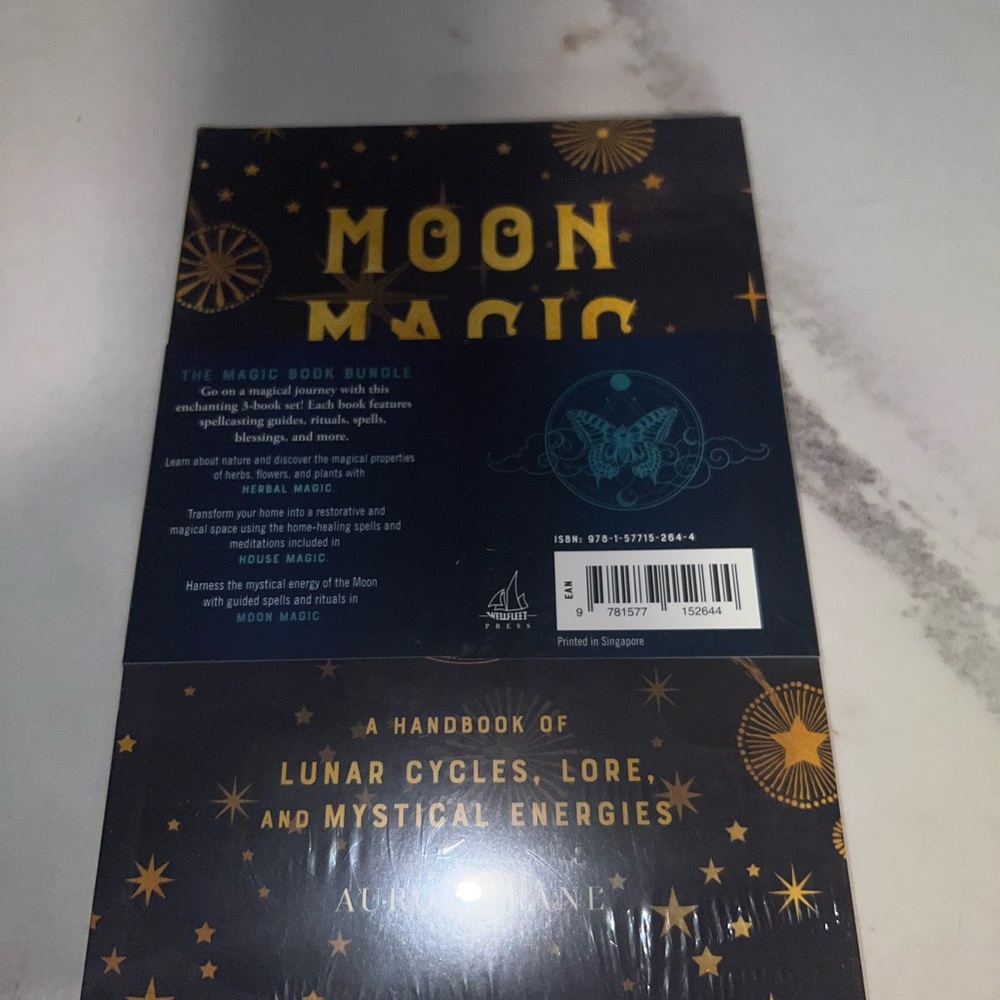 MOON
MAGIC
THE MAGIC BOOK BUNDLE
Go on a magical journey with this
enchanting 3-book set! Each book features
spellcasting guides, rituals, spells,
blessings, and more.
Learn about nature and discover the magical properties
of herbs, flowers, and plants with
HERBAL MAGIC.
Transform your home into a restorative and
magical space using the home-healing spells and
meditations included in
HOUSE MAGIC.
Harness the mystical energy of the Moon
with guided spells and rituals in
MOON MAGIC.
WELLFLEET
PRESS
ISBN: 978-1-57715-264-4
EAN
9 781577 152644
Printed in Singapore
A HANDBOOK OF
LUNAR CYCLES, LORE,
AND MYSTICAL ENERGIES